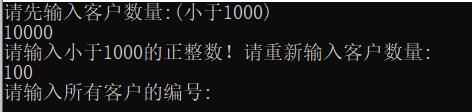 请先输入客户数量:(小于1000)
10000
请输入小于1000的正整数！请重新输入客户数量:
100
请输入所有客户的编号: